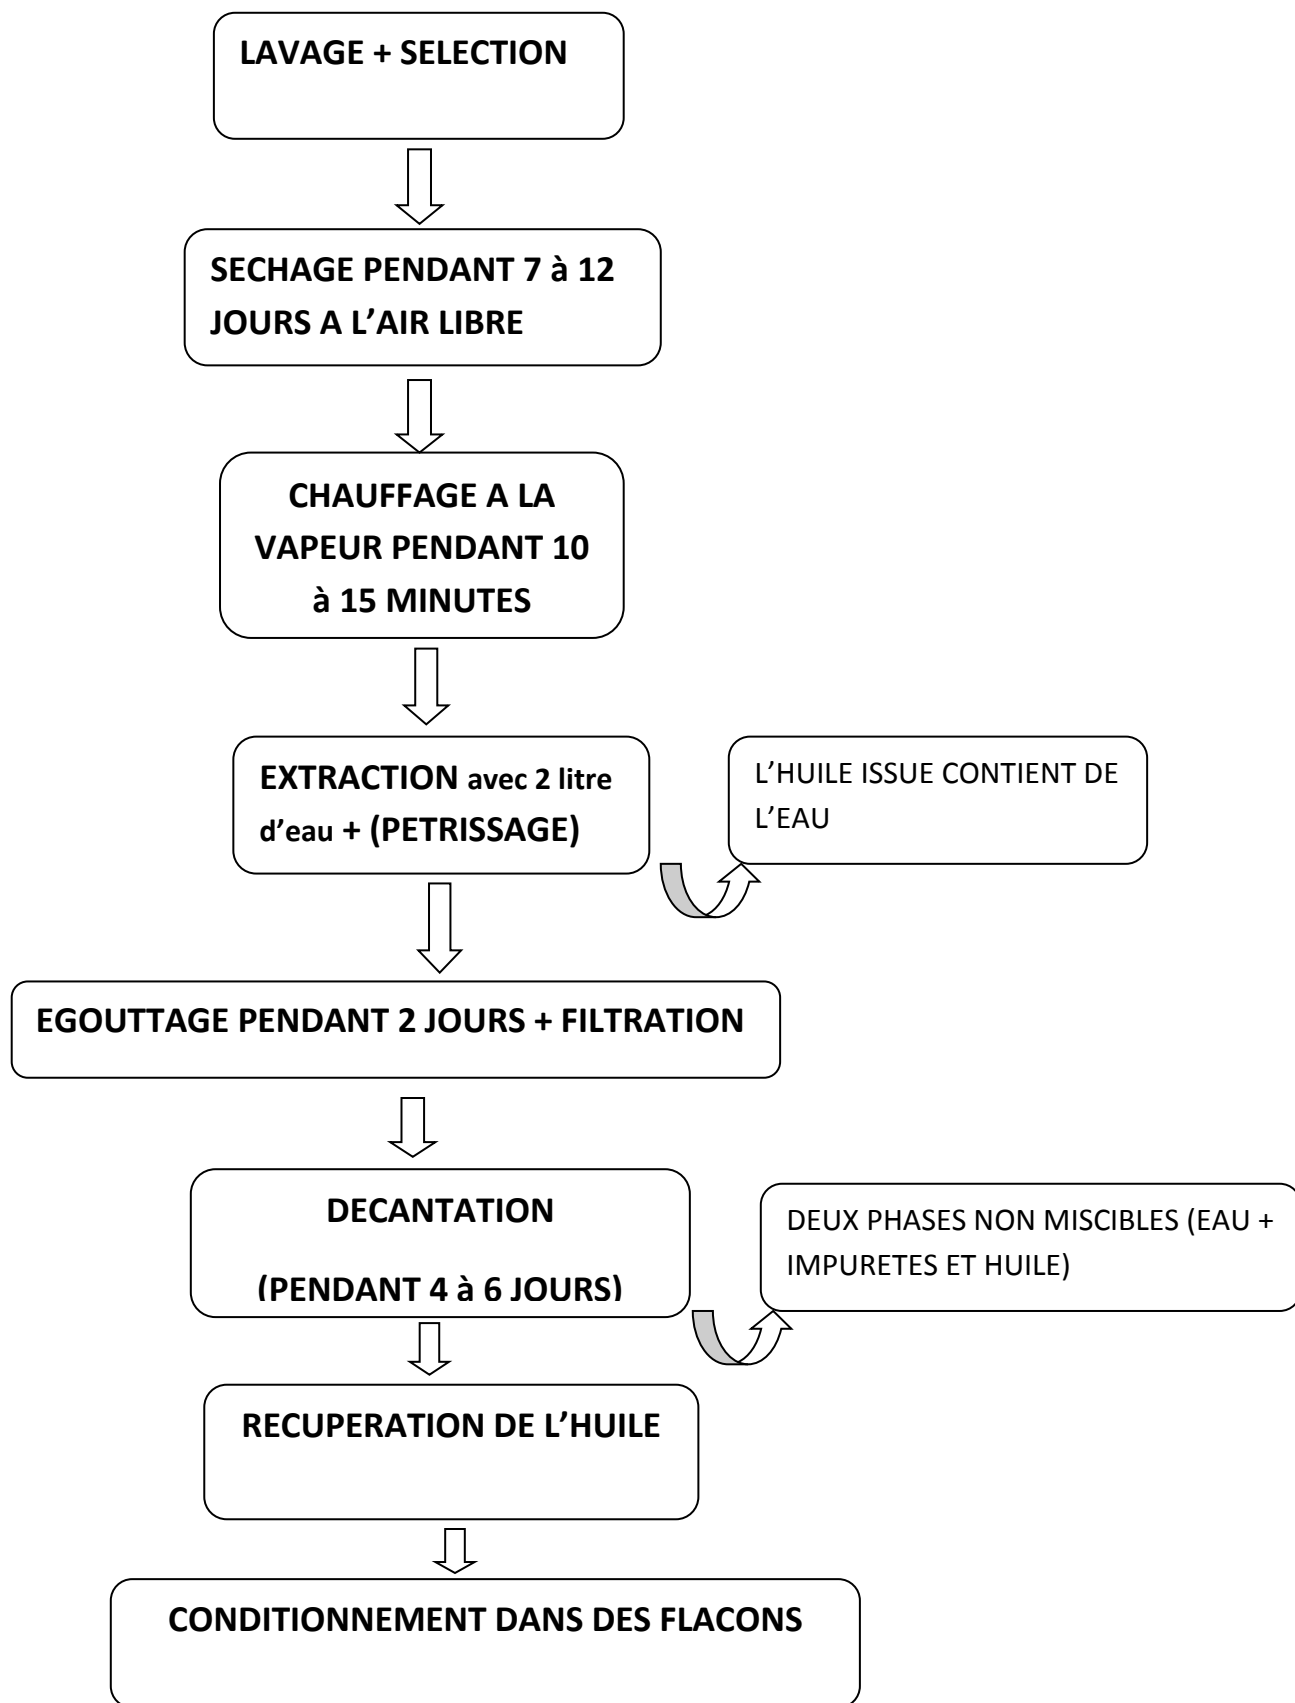 LAVAGE + SELECTION
SECHAGE PENDANT 7 à 12
JOURS A L’AIR LIBRE
CHAUFFAGE A LA
VAPEUR PENDANT 10
à 15 MINUTES
EXTRACTION avec 2 litre
d’eau + (PETRISSAGE)
L’HUILE ISSUE CONTIENT DE
L’EAU
EGOUTTAGE PENDANT 2 JOURS + FILTRATION
DECANTATION
(PENDANT 4 à 6 JOURS)
DEUX PHASES NON MISCIBLES (EAU +
IMPURETES ET HUILE)
RECUPERATION DE L’HUILE
CONDITIONNEMENT DANS DES FLACONS